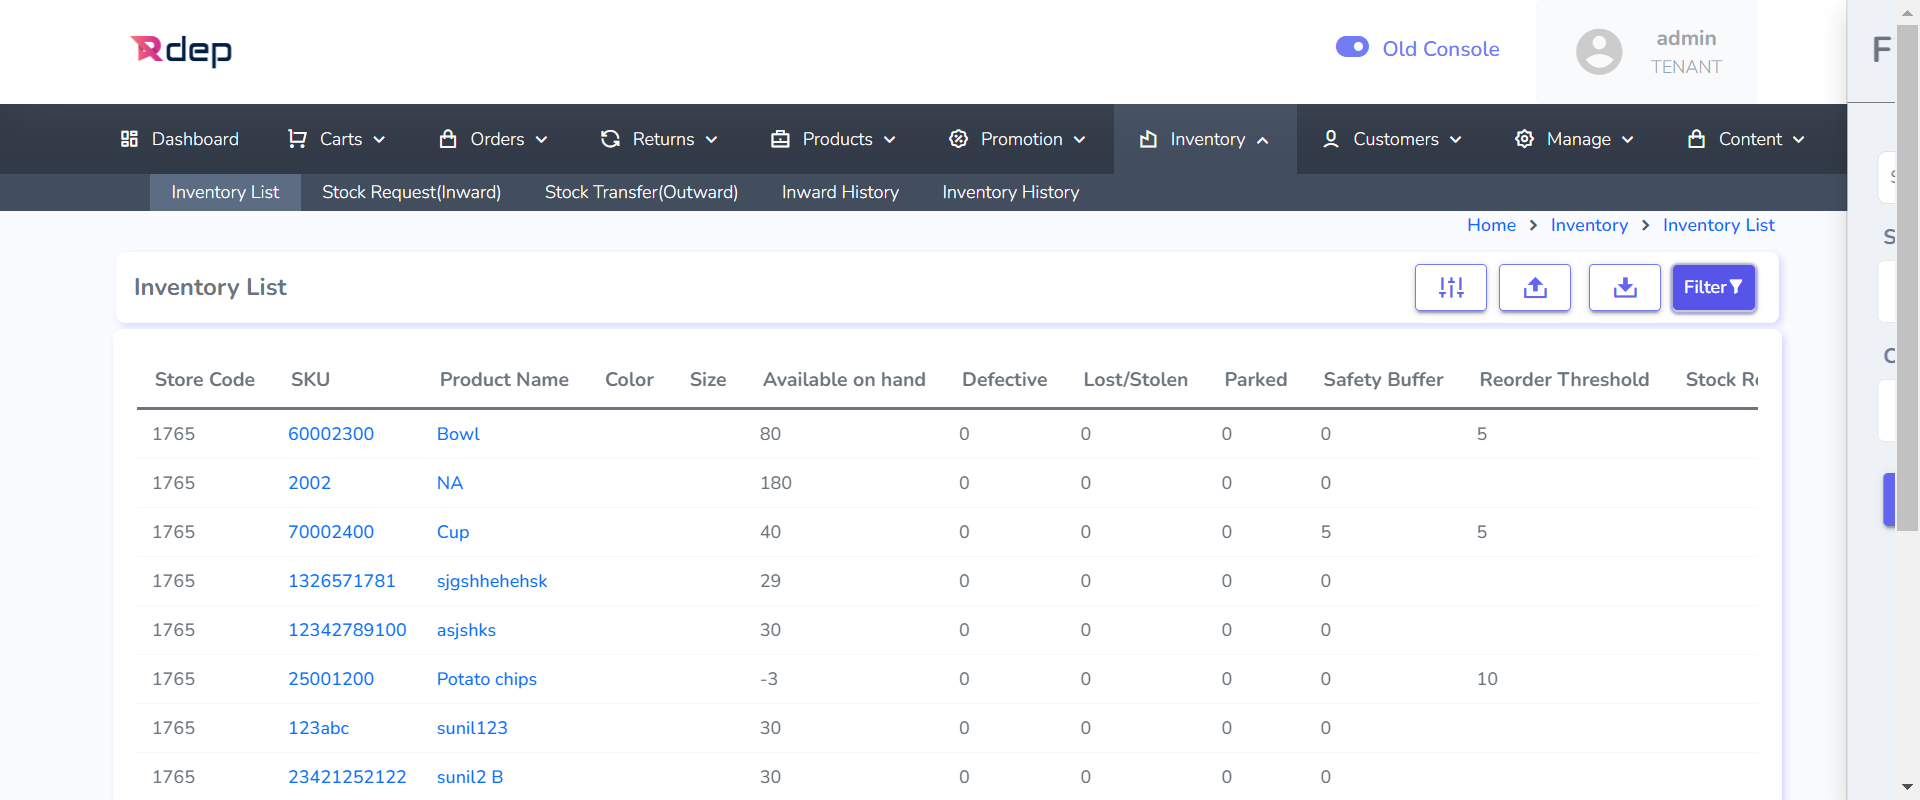 Rdep
Old Console
admin
TENANT
F
Dashboard Carts Orders Returns Products Promotion Inventory Customers Manage Content
Inventory List Stock Request(Inward) Stock Transfer(Outward) Inward History Inventory History
Home > Inventory > Inventory List
Inventory List
Filter
Store Code SKU Product Name Color Size Available on hand Defective Lost/Stolen Parked Safety Buffer Reorder Threshold Stock
1765 60002300 Bowl 80 0 0 0 0 5
1765 2002 NA 180 0 0 0 0
1765 70002400 Cup 40 0 0 0 5 5
1765 1326571781 sjgshhehehsk 29 0 0 0 0
1765 12342789100 asjshks 30 0 0 0 0
1765 25001200 Potato chips -3 0 0 0 0 10
1765 123abc sunil123 30 0 0 0 0
1765 23421252122 sunil2 B 30 0 0 0 0